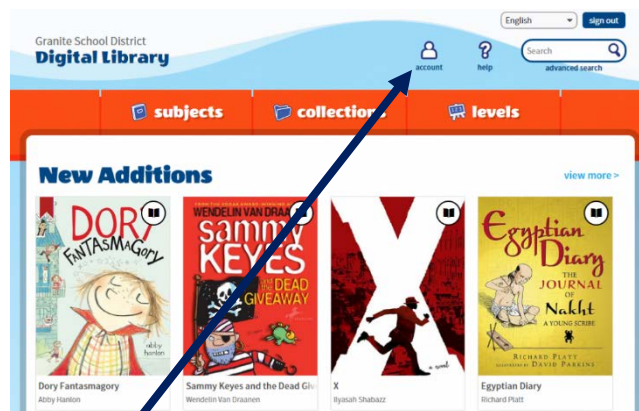 English
sign out
Granite School District
Digital Library
account
help
Search
advanced search
subjects
collections
levels
New Additions
view more >
DORY
FANTASMAGORY
abby
hanlon
WENDELIN VAN DRAA
Sammy
KEYES
and the DEAD
GIVEAWAY
X
a novel
Egyptian
Diary
THE
JOURNAL
OF
Nakht
A YOUNG SCRIBE
RICHARD PLATT
ILLUSTRATED BY DAVID PARKINS
Dory Fantasmagory
Abby Hanlon
Sammy Keyes and the Dead Giv
Wendelin Van Draanen
X
Ilyasah Shabazz
Egyptian Diary
Richard Platt